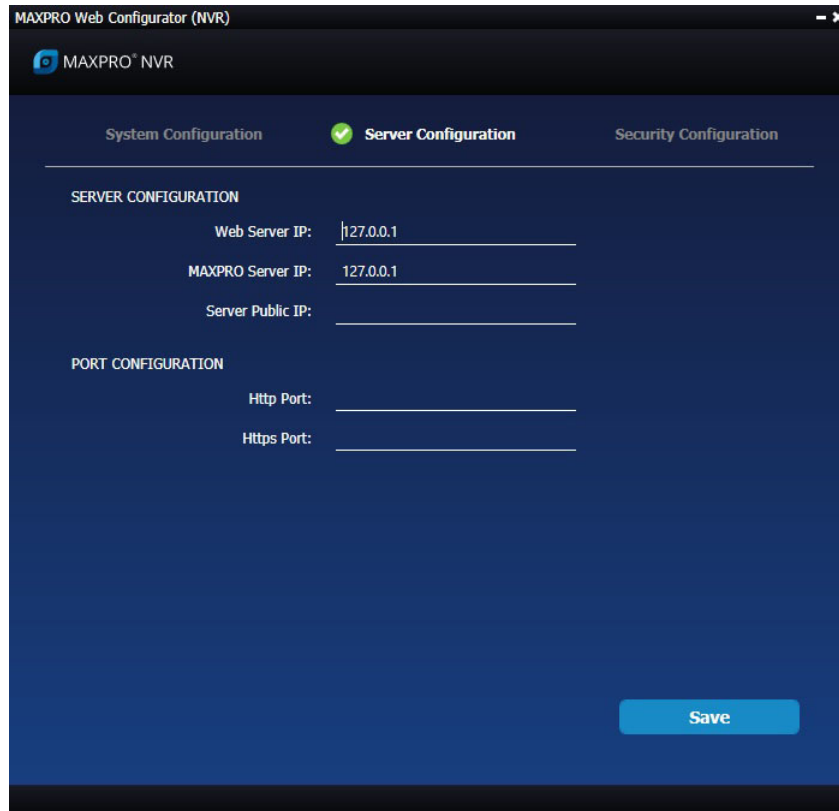 MAXPRO Web Configurator (NVR)
MAXPRO® NVR
System Configuration Server Configuration Security Configuration
SERVER CONFIGURATION
Web Server IP: 127.0.0.1
MAXPRO Server IP: 127.0.0.1
Server Public IP:
PORT CONFIGURATION
Http Port:
Https Port:
Save